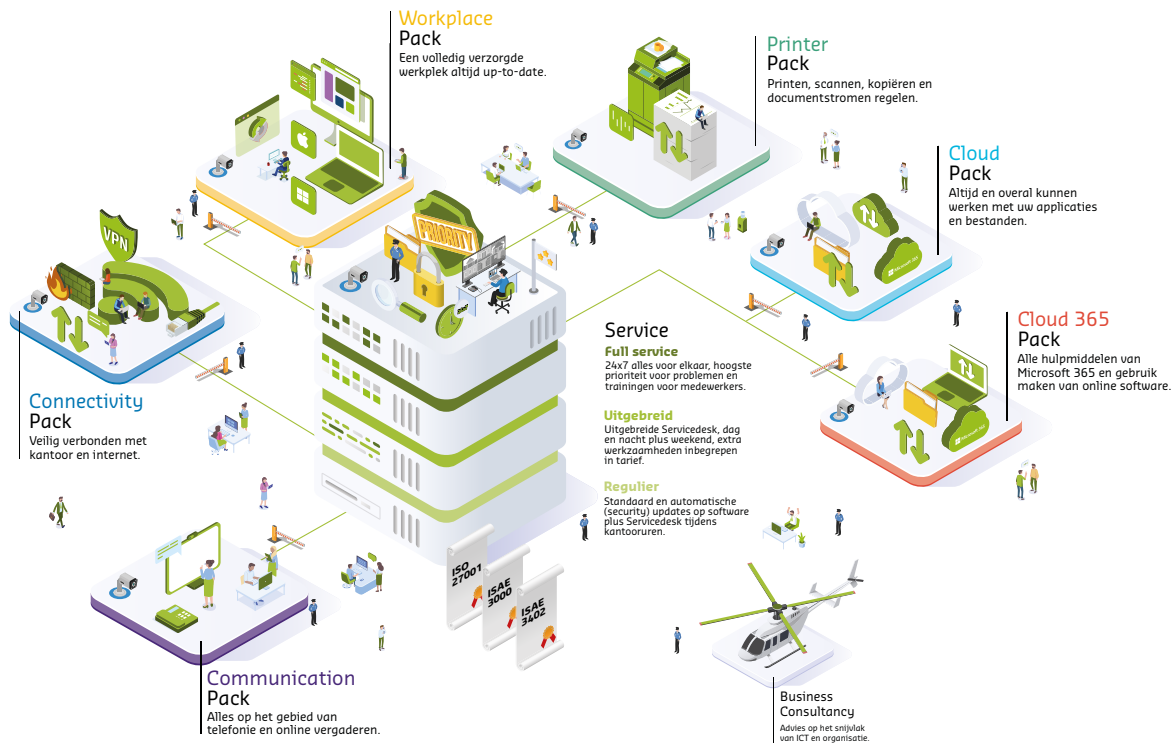 Workplace
Pack
Een volledig verzorgde
werkplek altijd up-to-date.
Printer
Pack
Printen, scannen, kopiëren en
documentstromen regelen.
Cloud
Pack
Altijd en overal kunnen
werken met uw applicaties
en bestanden.
Microsoft 365
PRIORITY
VPN
Cloud 365
Pack
Alle hulpmiddelen van
Microsoft 365 en gebruik
maken van online software.
Microsoft 365
Connectivity
Pack
Veilig verbonden met
kantoor en internet.
Service
Full service
24x7 alles voor elkaar, hoogste
prioriteit voor problemen en
trainingen voor medewerkers.
Uitgebreid
Uitgebreide Servicedesk, dag
en nacht plus weekend, extra
werkzaamheden inbegrepen
in tarief.
Regulier
Standaard en automatische
(security) updates op software
plus Servicedesk tijdens
kantooruren.
ISO
27001
ISAE
3000
ISAE
3402
Communication
Pack
Alles op het gebied van
telefonie en online vergaderen.
Business
Consultancy
Advies op het snijvlak
van ICT en organisatie.